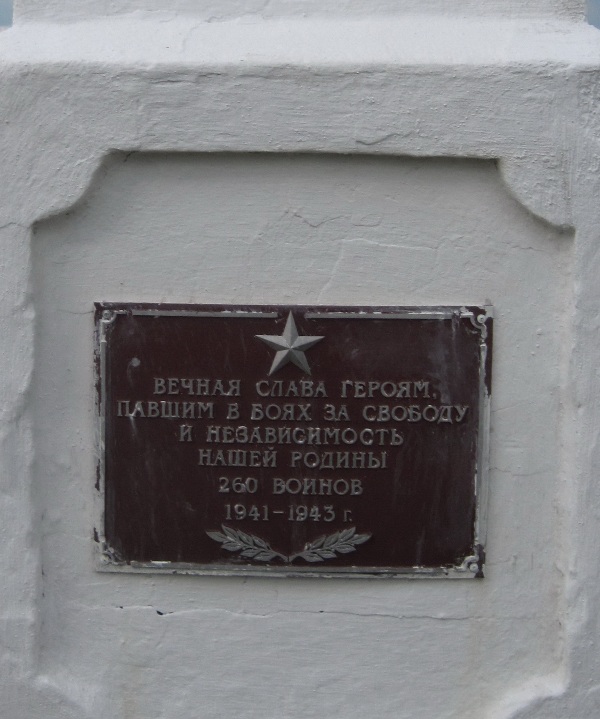 ВЕЧНАЯ СЛАВА ГЕРОЯМ,
ПАВШИМ В БОЯХ ЗА СВОБОДУ
И НЕЗАВИСИМОСТЬ
НАШЕЙ РОДИНЫ
260 ВОИНОВ
1941-1943 г.